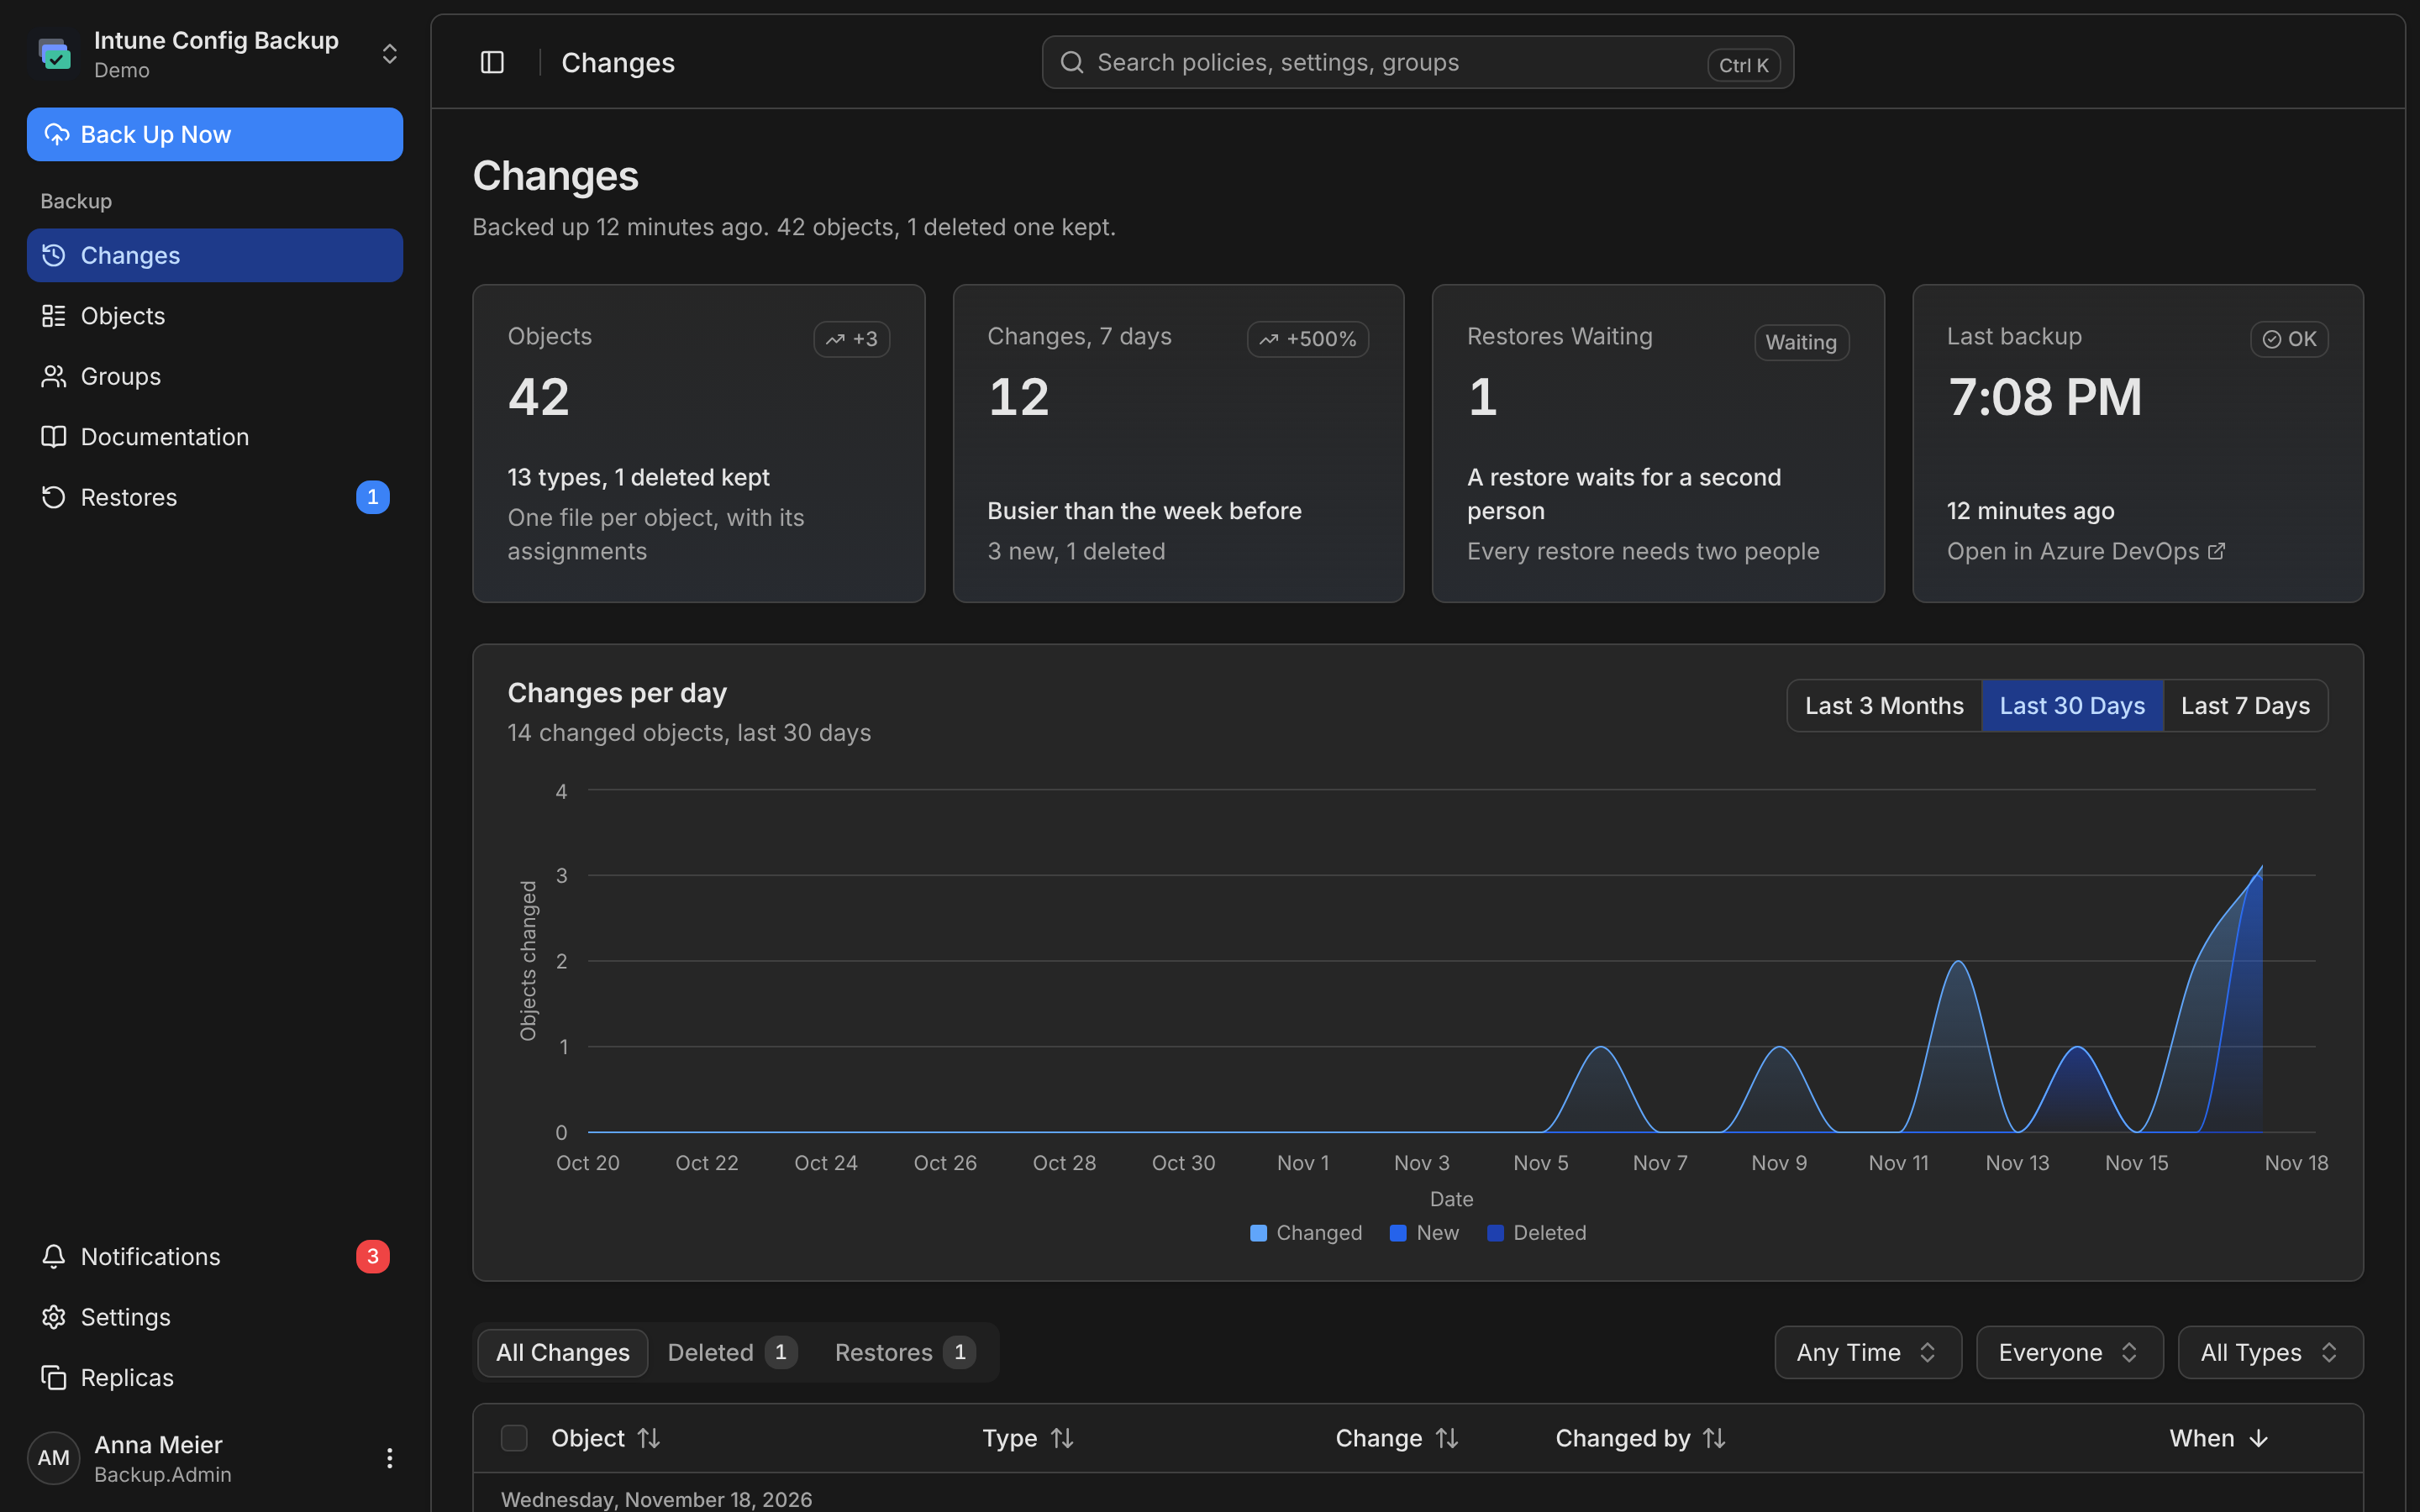 Intune Config Backup
Demo
Back Up Now
Backup
Changes
Objects
Groups
Documentation
Restores
1
Notifications
3
Settings
Replicas
AM
Anna Meier
Backup.Admin
Changes
Search policies, settings, groups
Ctrl K
Changes
Backed up 12 minutes ago. 42 objects, 1 deleted one kept.
Objects
+3
42
13 types, 1 deleted kept
One file per object, with its
assignments
Changes, 7 days
+500%
12
Busier than the week before
3 new, 1 deleted
Restores Waiting
Waiting
1
A restore waits for a second
person
Every restore needs two people
Last backup
OK
7:08 PM
12 minutes ago
Open in Azure DevOps
Changes per day
14 changed objects, last 30 days
Last 3 Months
Last 30 Days
Last 7 Days
Objects changed
4
3
2
1
0
Oct 20
Oct 22
Oct 24
Oct 26
Oct 28
Oct 30
Nov 1
Nov 3
Nov 5
Nov 7
Nov 9
Nov 11
Nov 13
Nov 15
Nov 18
Date
Changed
New
Deleted
All Changes
Deleted 1
Restores 1
Any Time
Everyone
All Types
Object
Type
Change
Changed by
When
Wednesday, November 18, 2026